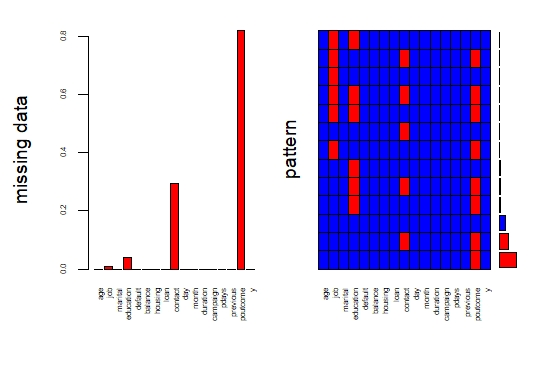 missing data
0.8
0.6
0.4
0.2
0.0
age
job
marital
education
default
balance
housing
loan
contact
day
month
duration
campaign
pdays
previous
poutcome
y
pattern
age
job
marital
education
default
balance
housing
loan
contact
day
month
duration
campaign
pdays
previous
poutcome
y